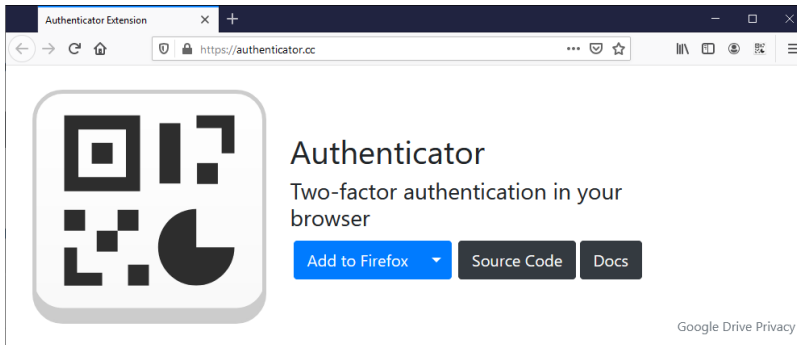 Authenticator Extension
https://authenticator.cc
Authenticator
Two-factor authentication in your
browser
Add to Firefox
Source Code
Docs
Google Drive Privacy